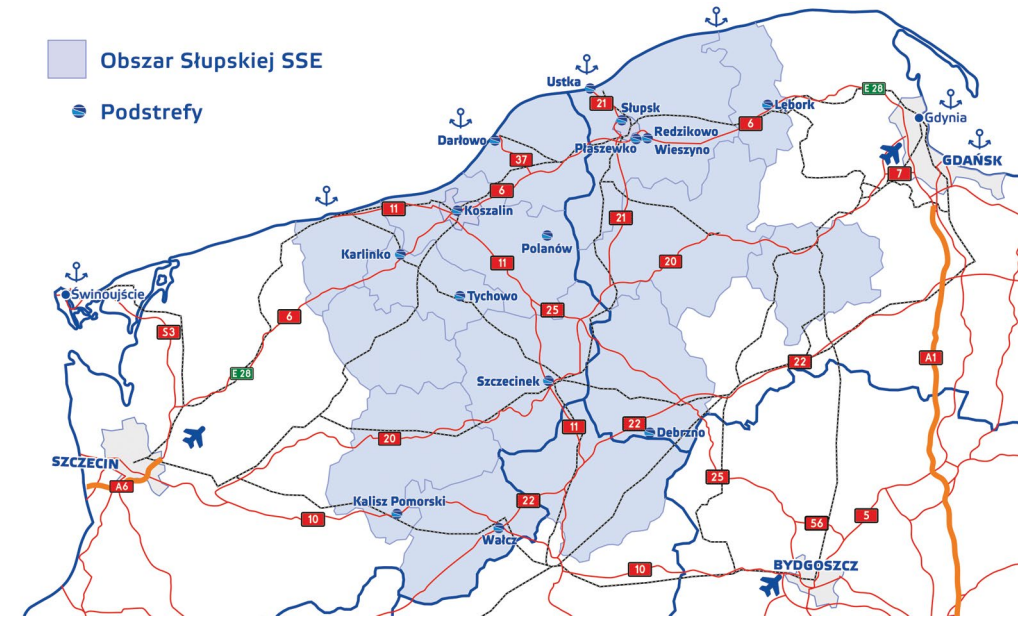 Obszar Słupskiej SSE
Podstrefy
Ustka
21
Słupsk
Lębork
E 28
Gdynia
6
Redzikowo
Darłowo
Płaszewko
Wieszyno
37
GDAŃSK
7
6
11
Koszalin
21
Polanów
Karlinko
11
20
Świnoujście
Tychowo
25
6
S3
A1
22
E 28
Szczecinek
11
22
Debrzno
20
SZCZECIN
25
A6
Kalisz Pomorski
22
10
56
5
Wałcz
10
BYDGOSZCZ